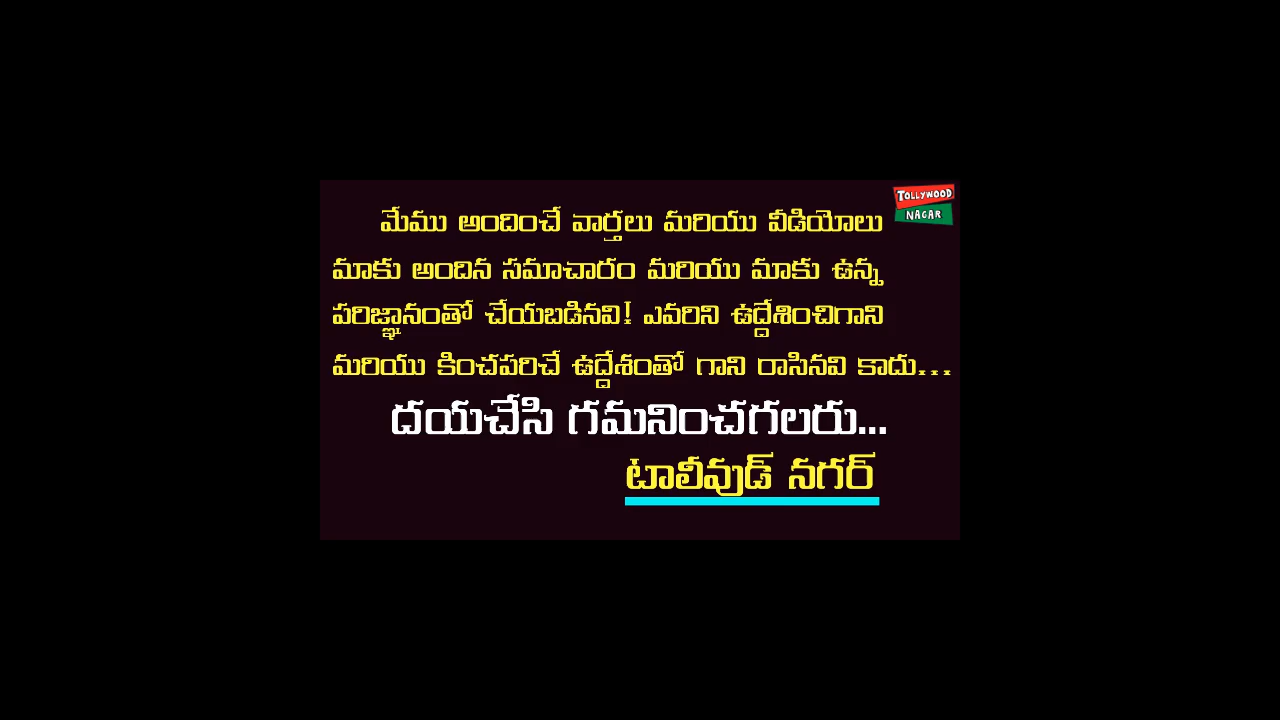 TOLLYWOOD
NAGAR
మేము అందించే వార్తలు మరియు వీడియోలు
మాకు అందిన సమాచారం మరియు మాకు ఉన్న
పరిజ్ఞానంతో చేయబడినవి! ఎవరిని ఉద్దేశించిగాని
మరియు కించపరిచే ఉద్దేశంతో గాని రాసినవి కాదు...
దయచేసి గమనించగలరు...
టాలీవుడ్ నగర్